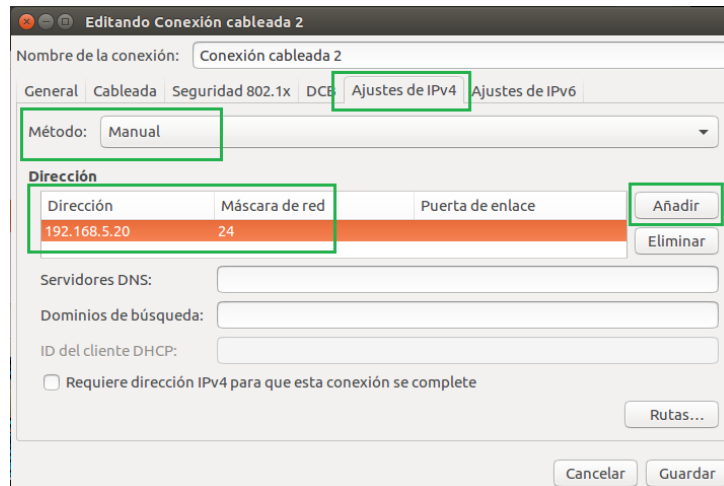 Editando Conexión cableada 2
Nombre de la conexión: Conexión cableada 2
General Cableada Seguridad 802.1x DCB Ajustes de IPv4 Ajustes de IPv6
Método: Manual
Dirección
Dirección Máscara de red Puerta de enlace Añadir
192.168.5.20 24
Eliminar
Servidores DNS:
Dominios de búsqueda:
ID del cliente DHCP:
Requiere dirección IPv4 para que esta conexión se complete
Rutas...
Cancelar Guardar